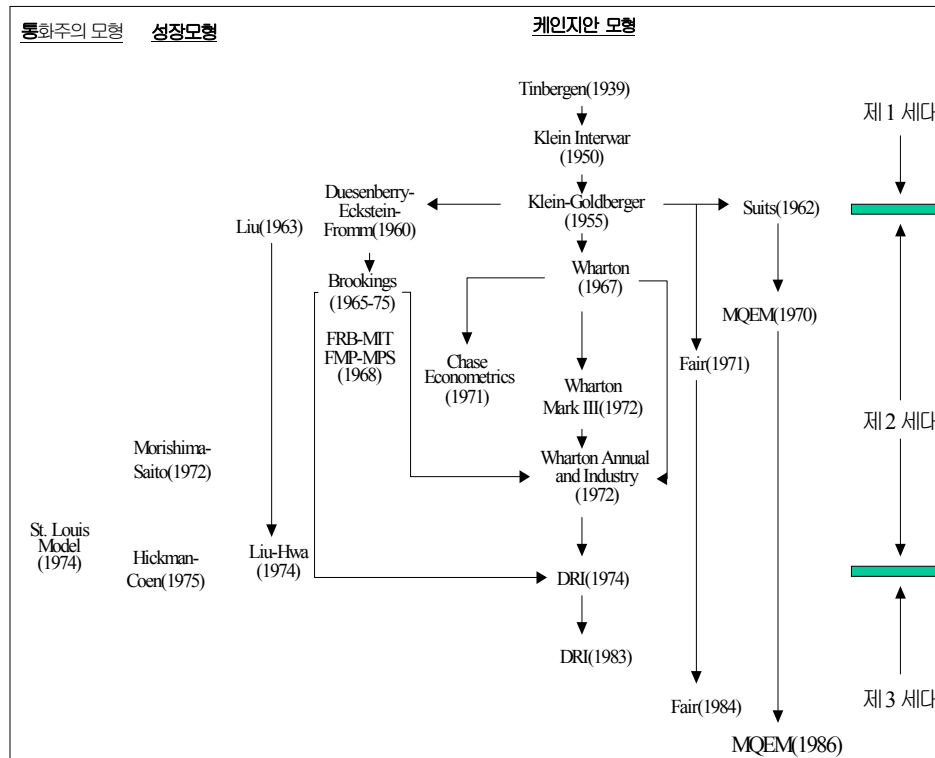 통화주의 모형
성장모형
케인지안 모형
Tinbergen(1939)
제 1 세대
Klein Interwar
(1950)
Duesenberry-
Eckstein-
Fromm(1960)
Klein-Goldberger
(1955)
Suits(1962)
Liu(1963)
Brookings
(1965-75)
Wharton
(1967)
MQEM(1970)
FRB-MIT
FMP-MPS
(1968)
Chase
Econometrics
(1971)
Fair(1971)
Wharton
Mark III(1972)
제 2 세대
Morishima-
Saito(1972)
Wharton Annual
and Industry
(1972)
St. Louis
Model
(1974)
Hickman-
Coen(1975)
Liu-Hwa
(1974)
DRI(1974)
DRI(1983)
Fair(1984)
제 3 세대
MQEM(1986)